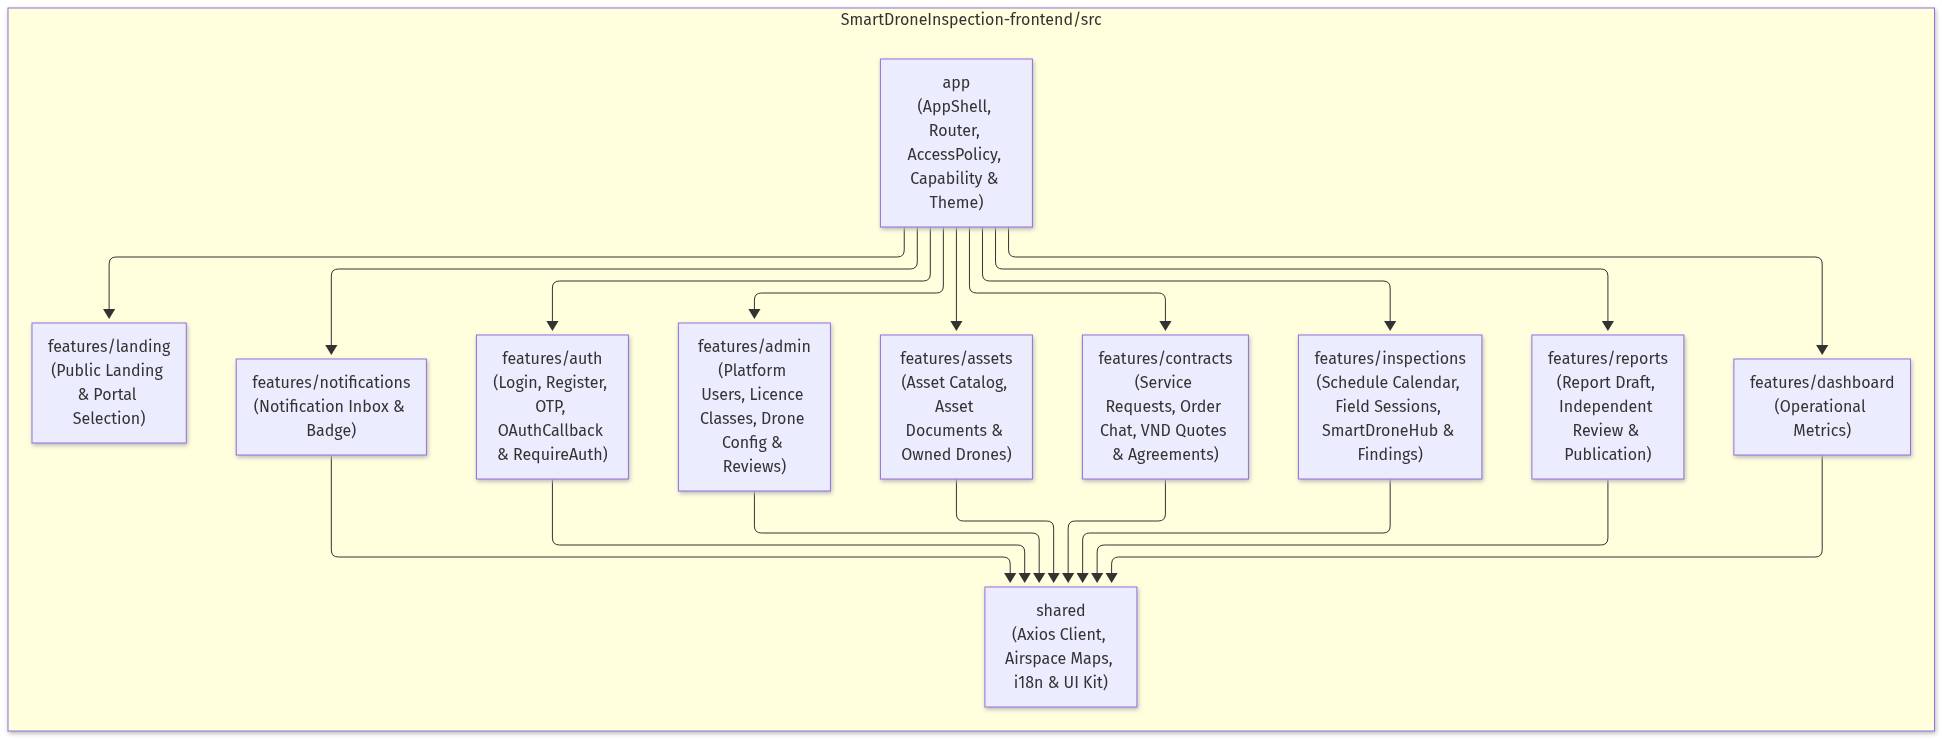 SmartDroneInspection-frontend/src
app
(AppShell,
Router,
AccessPolicy,
Capability &
Theme)
features/landing
(Public Landing
& Portal
Selection)
features/notifications
(Notification Inbox &
Badge)
features/auth
(Login, Register,
OTP,
OAuthCallback
& RequireAuth)
features/admin
(Platform
Users, Licence
Classes, Drone
Config &
Reviews)
features/assets
(Asset Catalog,
Asset
Documents &
Owned Drones)
features/contracts
(Service
Requests, Order
Chat, VND Quotes
& Agreements)
features/inspections
(Schedule Calendar,
Field Sessions,
SmartDroneHub &
Findings)
features/reports
(Report Draft,
Independent
Review &
Publication)
features/dashboard
(Operational
Metrics)
shared
(Axios Client,
Airspace Maps,
i18n & UI Kit)